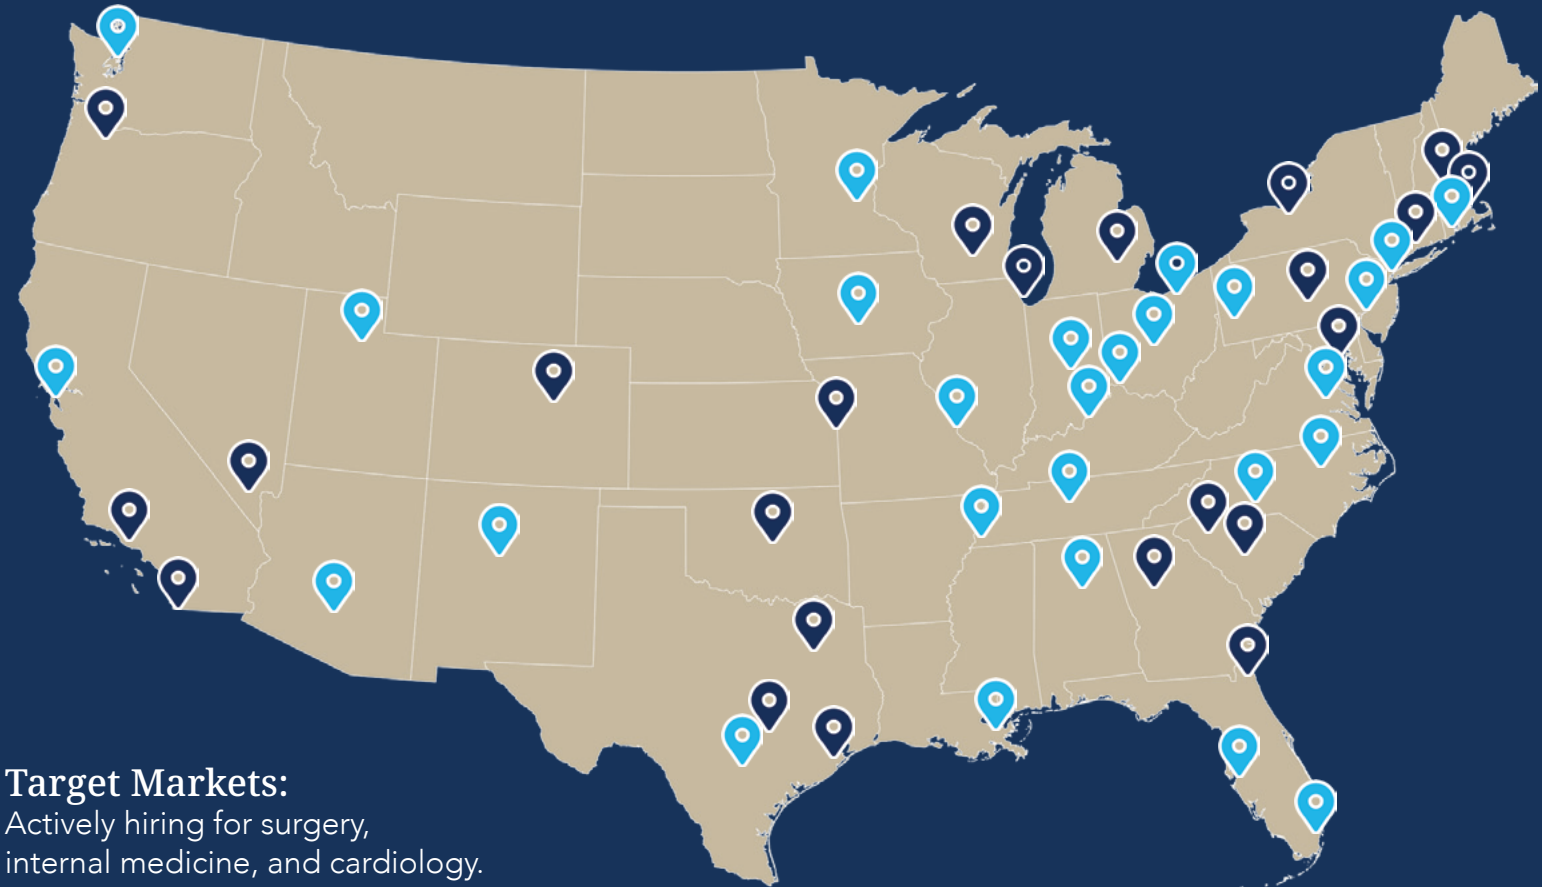 Target Markets:
Actively hiring for surgery,
internal medicine, and cardiology.